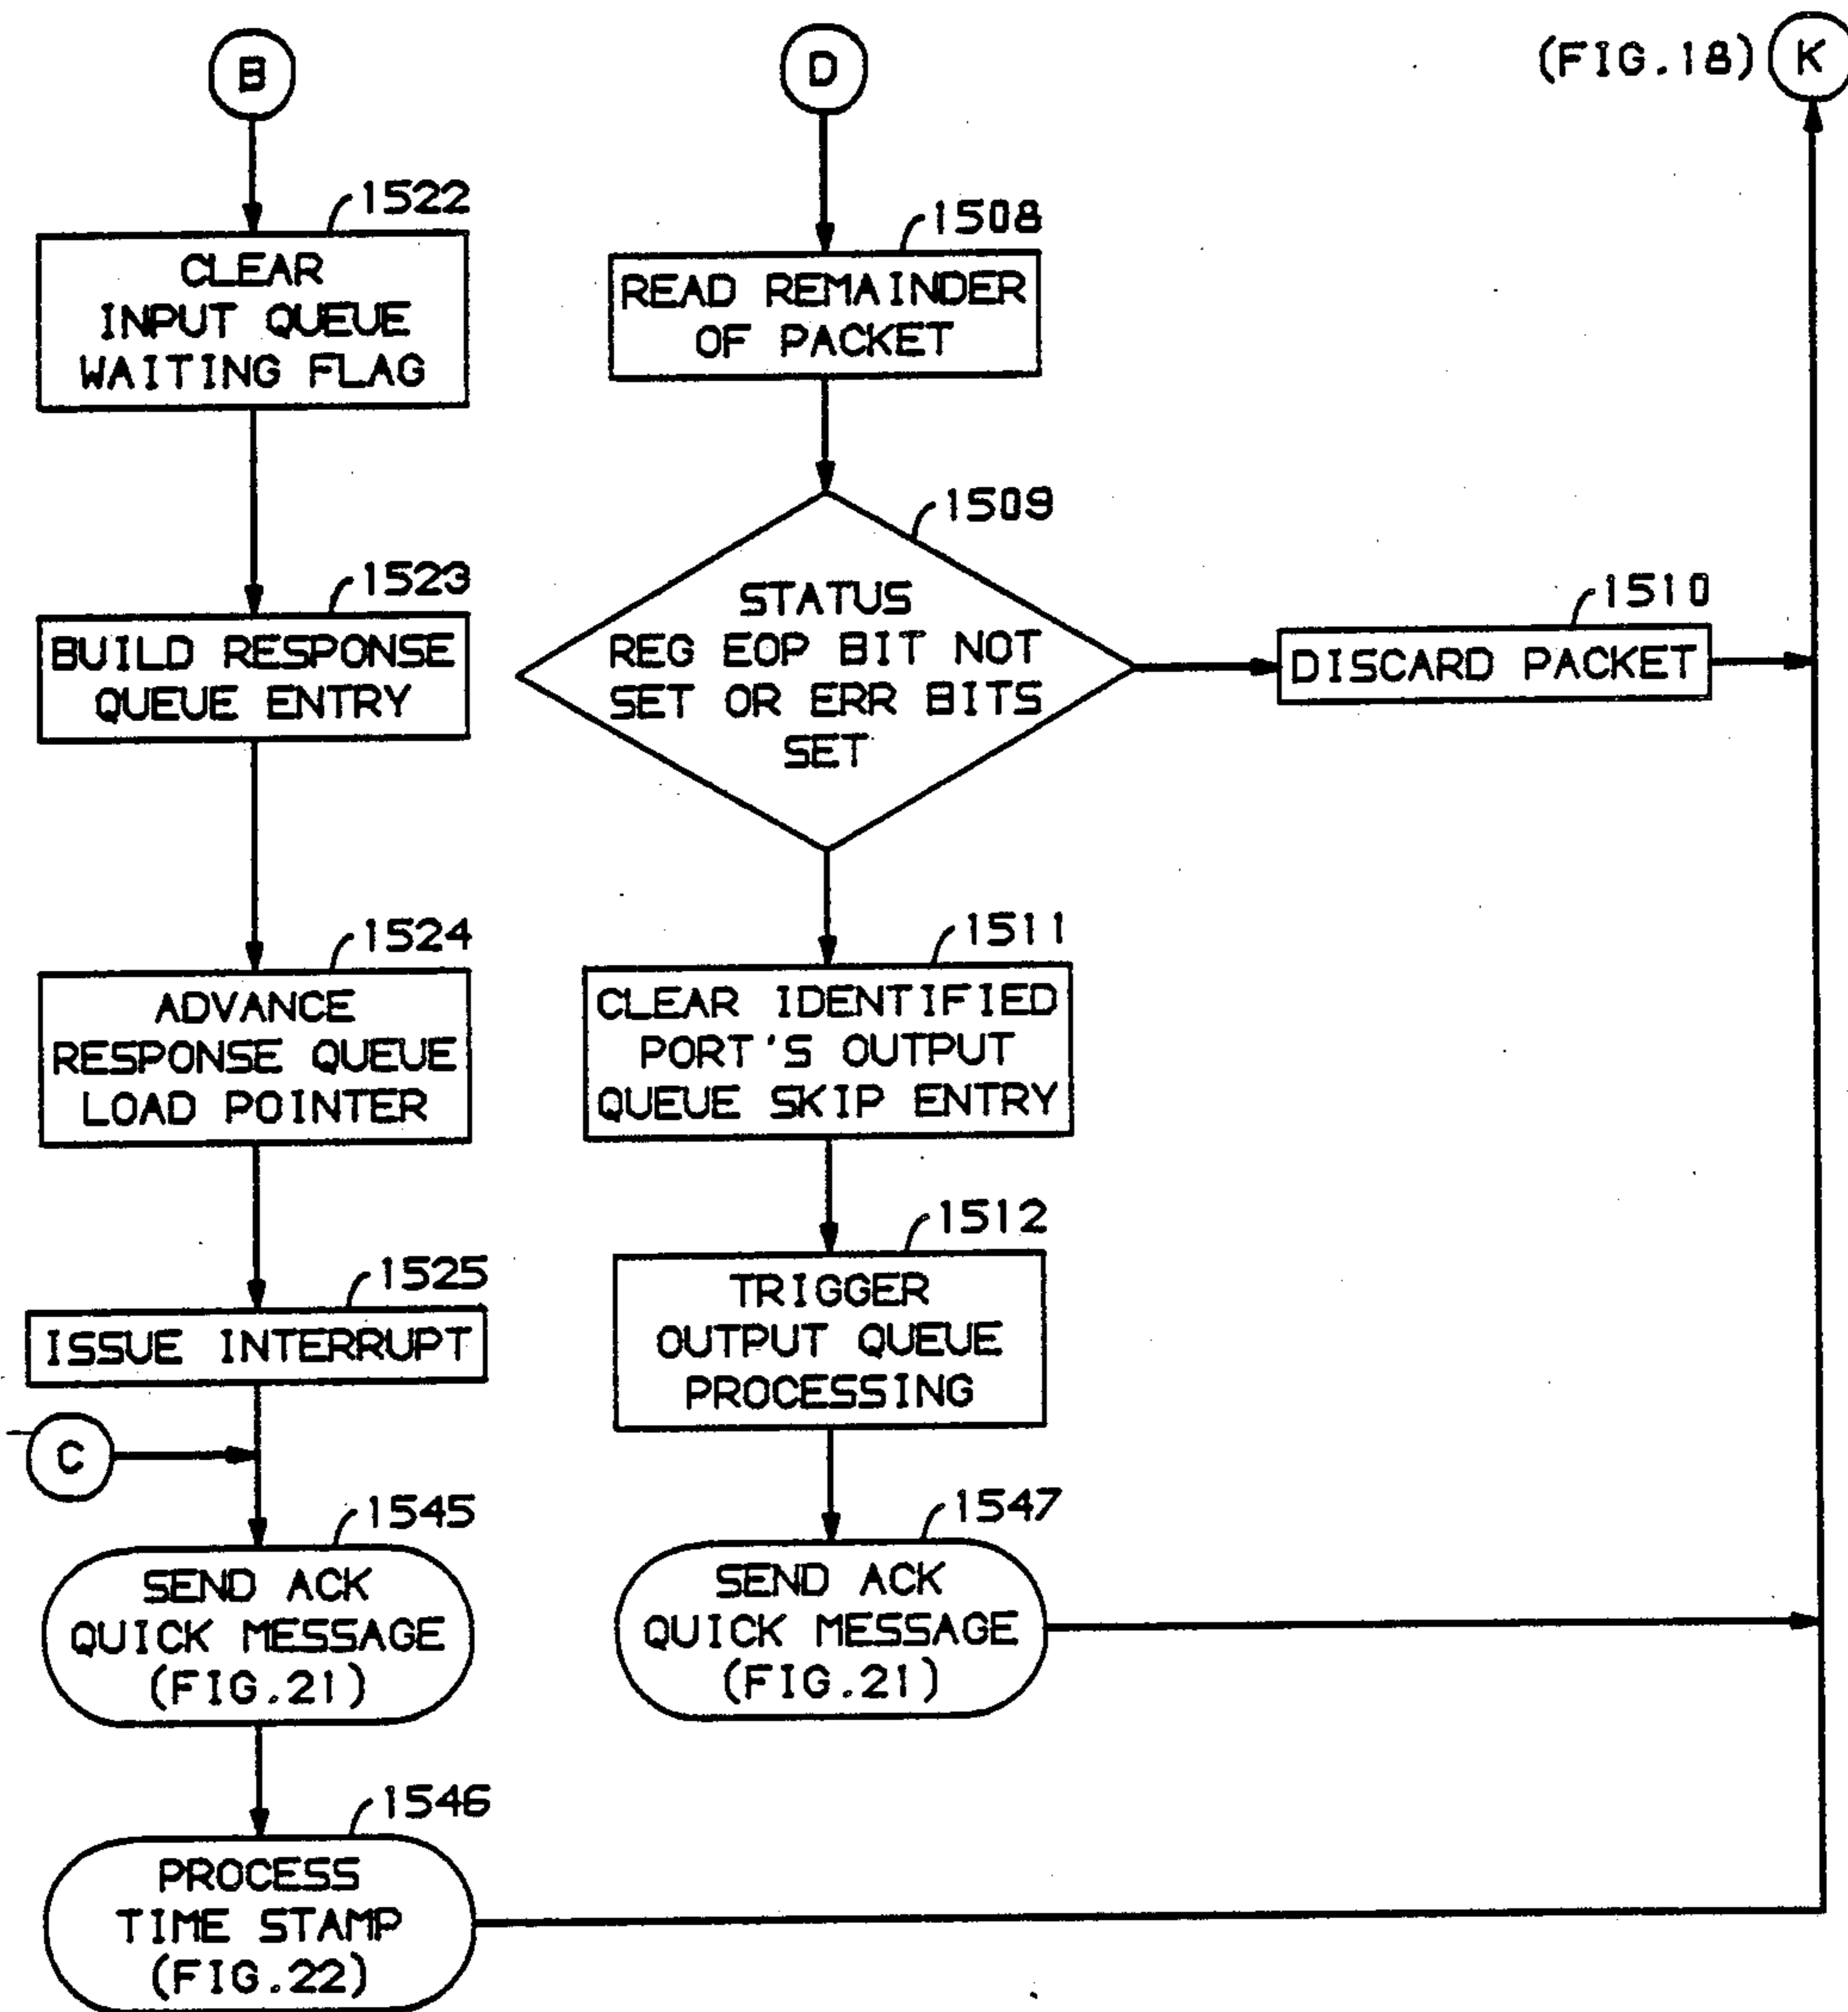 B
D
(FIG.18) K
1522
CLEAR
INPUT QUEUE
WAITING FLAG
1523
BUILD RESPONSE
QUEUE ENTRY
1524
ADVANCE
RESPONSE QUEUE
LOAD POINTER
1525
ISSUE INTERRUPT
C
1545
SEND ACK
QUICK MESSAGE
(FIG.21)
1546
PROCESS
TIME STAMP
(FIG.22)
1508
READ REMAINDER
OF PACKET
1509
STATUS
REG EOP BIT NOT
SET OR ERR BITS
SET
1510
DISCARD PACKET
1511
CLEAR IDENTIFIED
PORT'S OUTPUT
QUEUE SKIP ENTRY
1512
TRIGGER
OUTPUT QUEUE
PROCESSING
1547
SEND ACK
QUICK MESSAGE
(FIG.21)